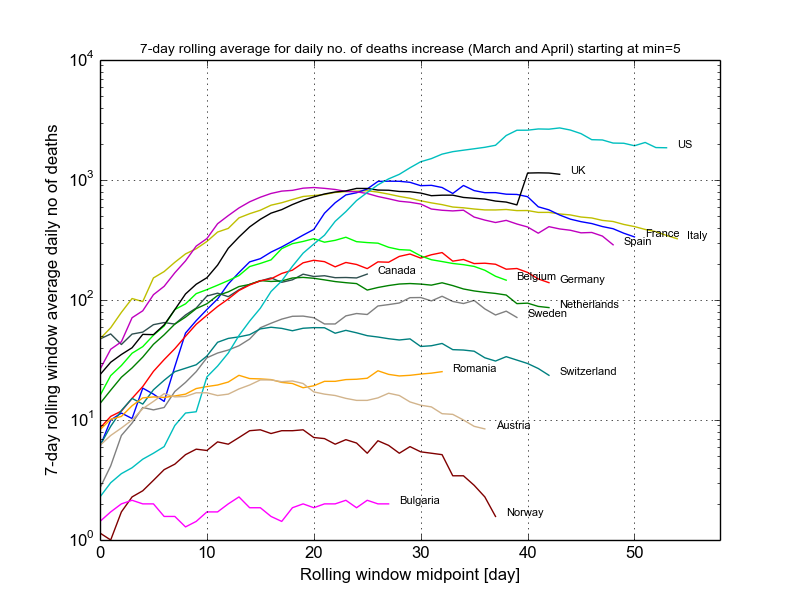 7-day rolling average for daily no. of deaths increase (March and April) starting at min=5
7-day rolling window average daily no of deaths
10^4
10^3
10^2
10^1
10^0
US
UK
France
Italy
Spain
Canada
Belgium
Germany
Netherlands
Sweden
Romania
Switzerland
Austria
Bulgaria
Norway
0 10 20 30 40 50
Rolling window midpoint [day]